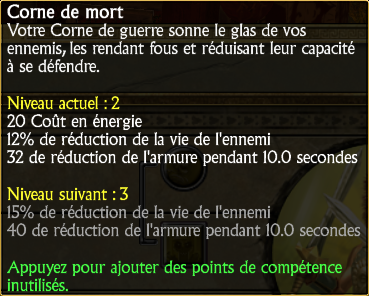 Corne de mort
Votre Corne de guerre sonne le glas de vos
ennemis, les rendant fous et réduisant leur capacité
à se défendre.
Niveau actuel : 2
20 Coût en énergie
12% de réduction de la vie de l'ennemi
32 de réduction de l'armure pendant 10.0 secondes
Niveau suivant : 3
15% de réduction de la vie de l'ennemi
40 de réduction de l'armure pendant 10.0 secondes
Appuyez pour ajouter des points de compétence
inutilisés.